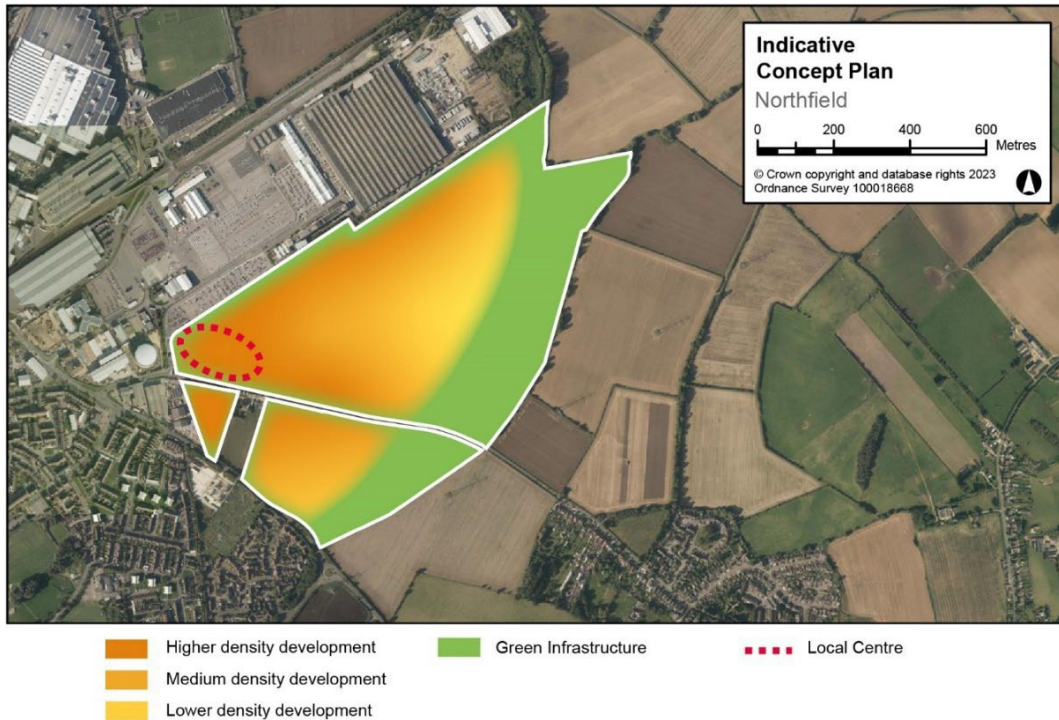 Indicative
Concept Plan
Northfield
0 200 400 600
Metres
© Crown copyright and database rights 2023
Ordnance Survey 100018668
Higher density development
Medium density development
Lower density development
Green Infrastructure
Local Centre